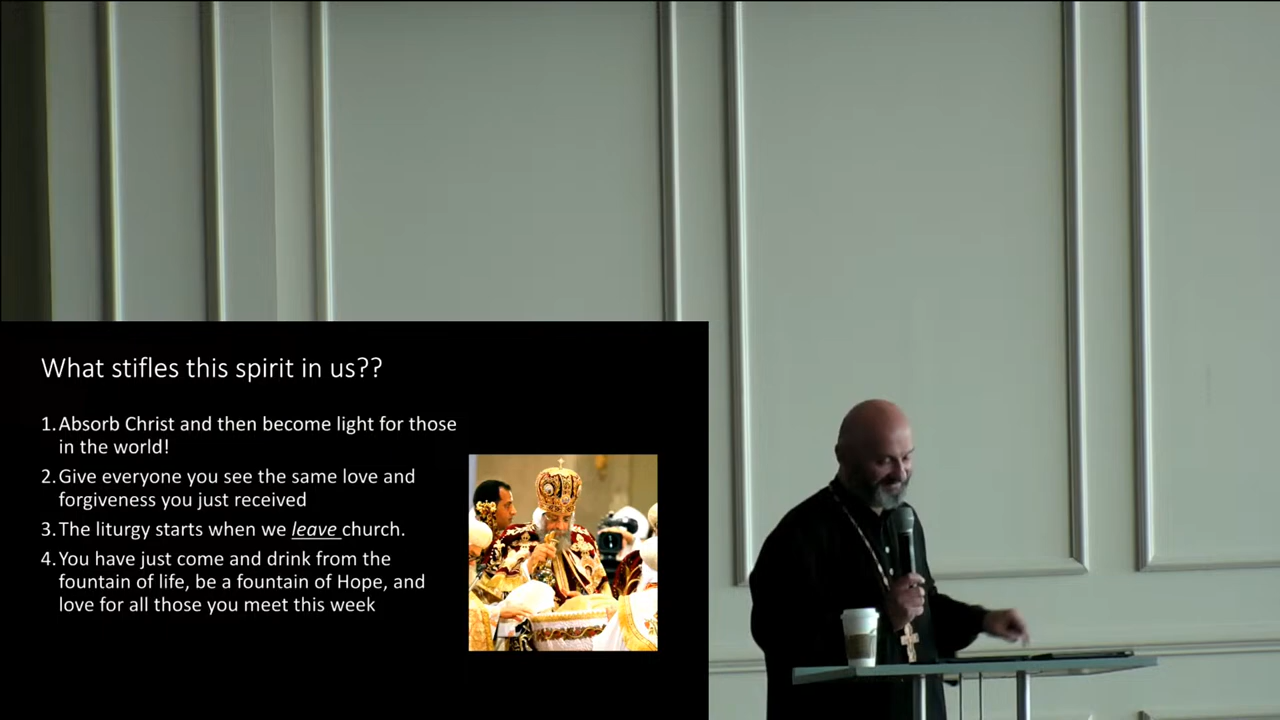 What stifles this spirit in us??
1. Absorb Christ and then become light for those
in the world!
2. Give everyone you see the same love and
forgiveness you just received
3. The liturgy starts when we leave church.
4. You have just come and drink from the
fountain of life, be a fountain of Hope, and
love for all those you meet this week